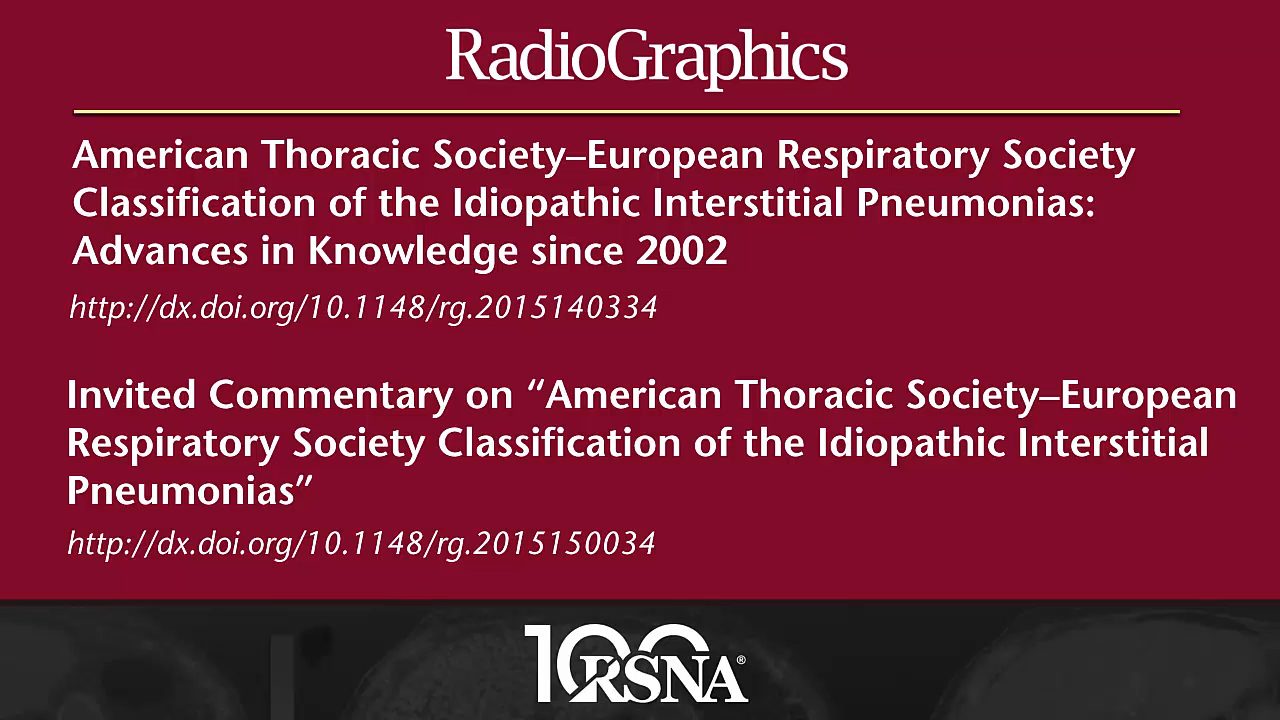 RadioGraphics
American Thoracic Society–European Respiratory Society
Classification of the Idiopathic Interstitial Pneumonias:
Advances in Knowledge since 2002
http://dx.doi.org/10.1148/rg.2015140334
Invited Commentary on “American Thoracic Society–European
Respiratory Society Classification of the Idiopathic Interstitial
Pneumonias”
http://dx.doi.org/10.1148/rg.2015150034
100 RSNA®